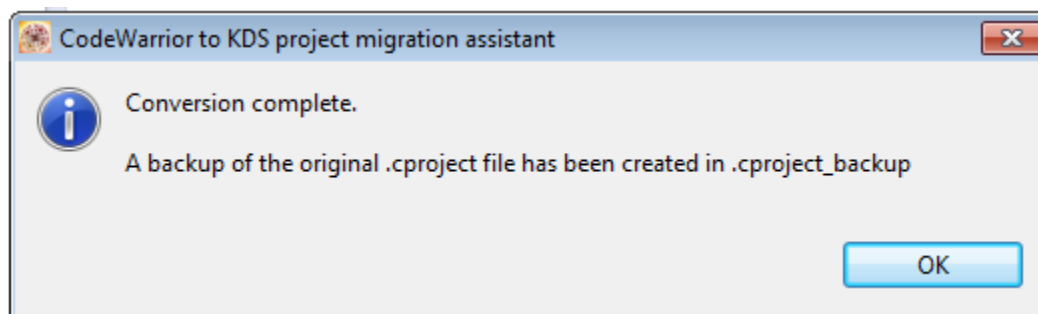 CodeWarrior to KDS project migration assistant
Conversion complete.
A backup of the original .cproject file has been created in .cproject_backup
OK